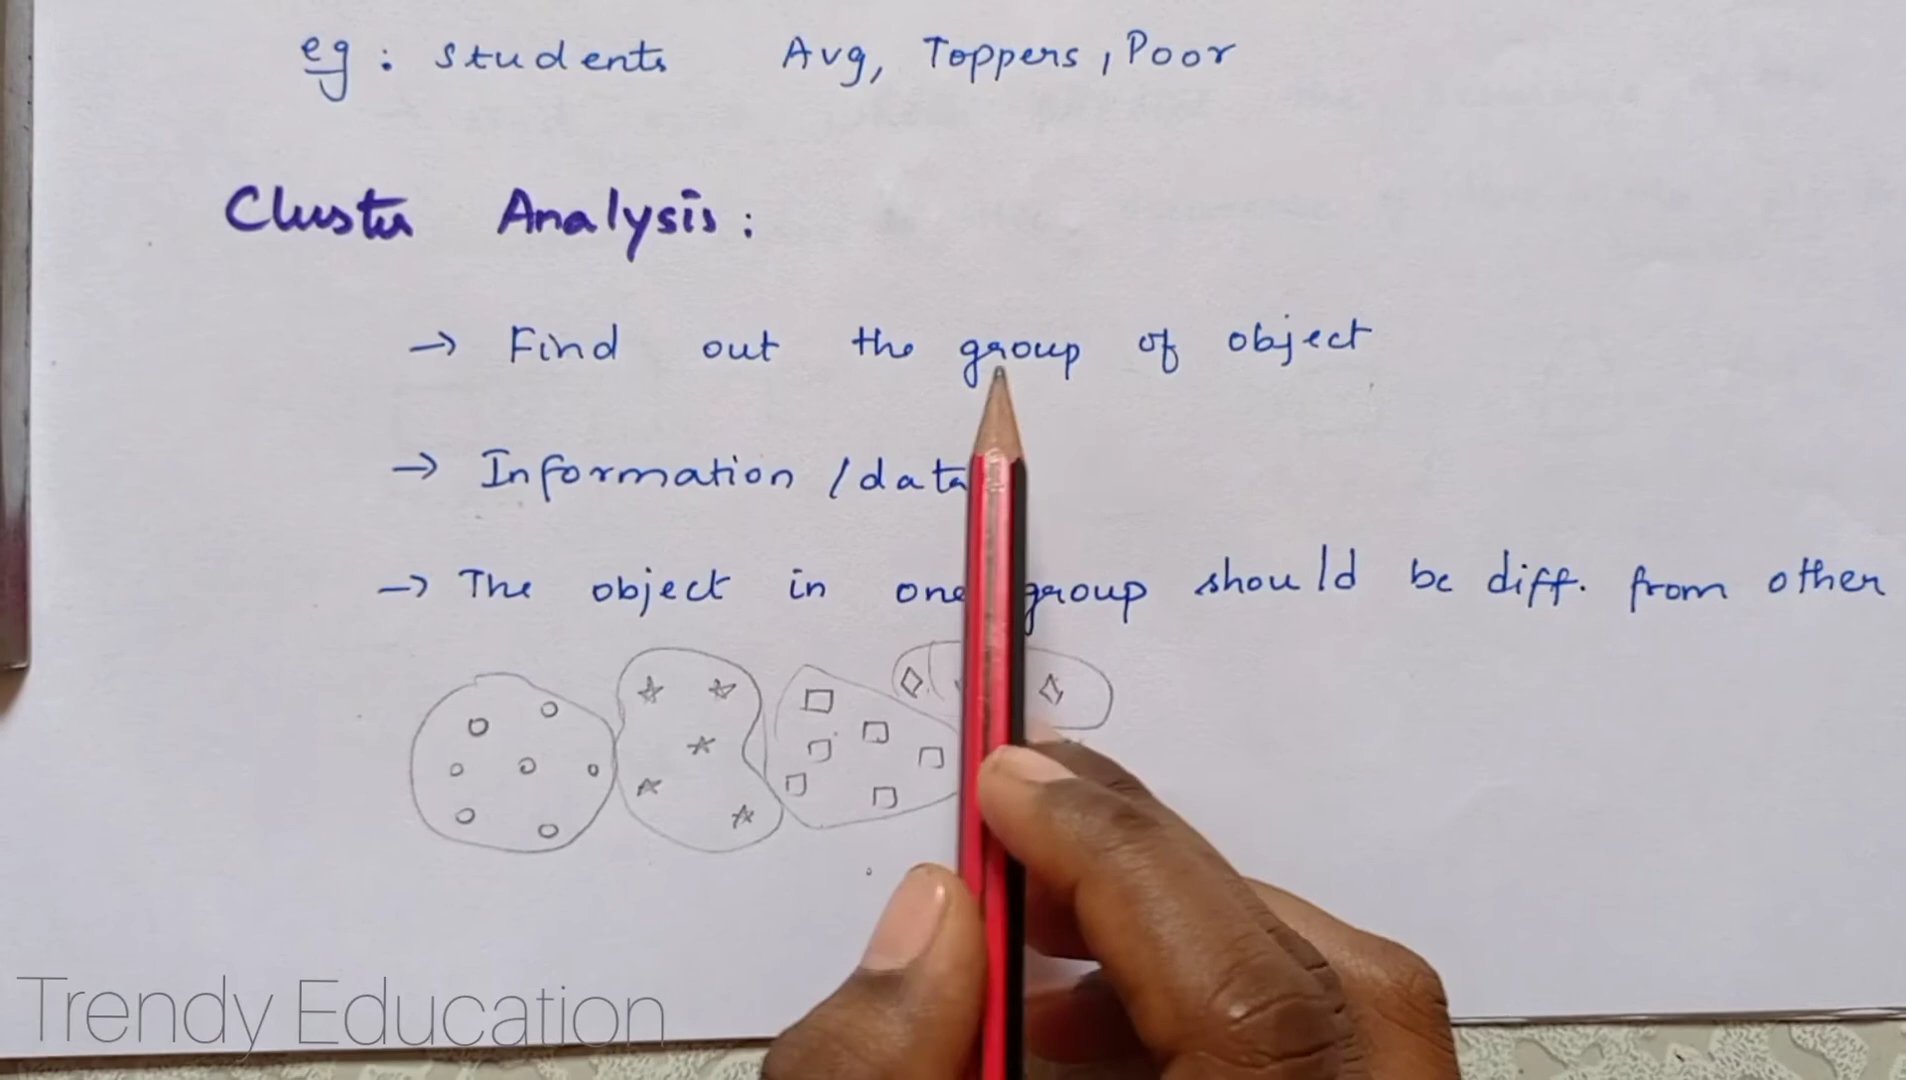 eg: Students Avg, Toppers, Poor
Cluster Analysis:
→ Find out the group of object
→ Information /data
→ The object in one group should be diff. from other
Trendy Education